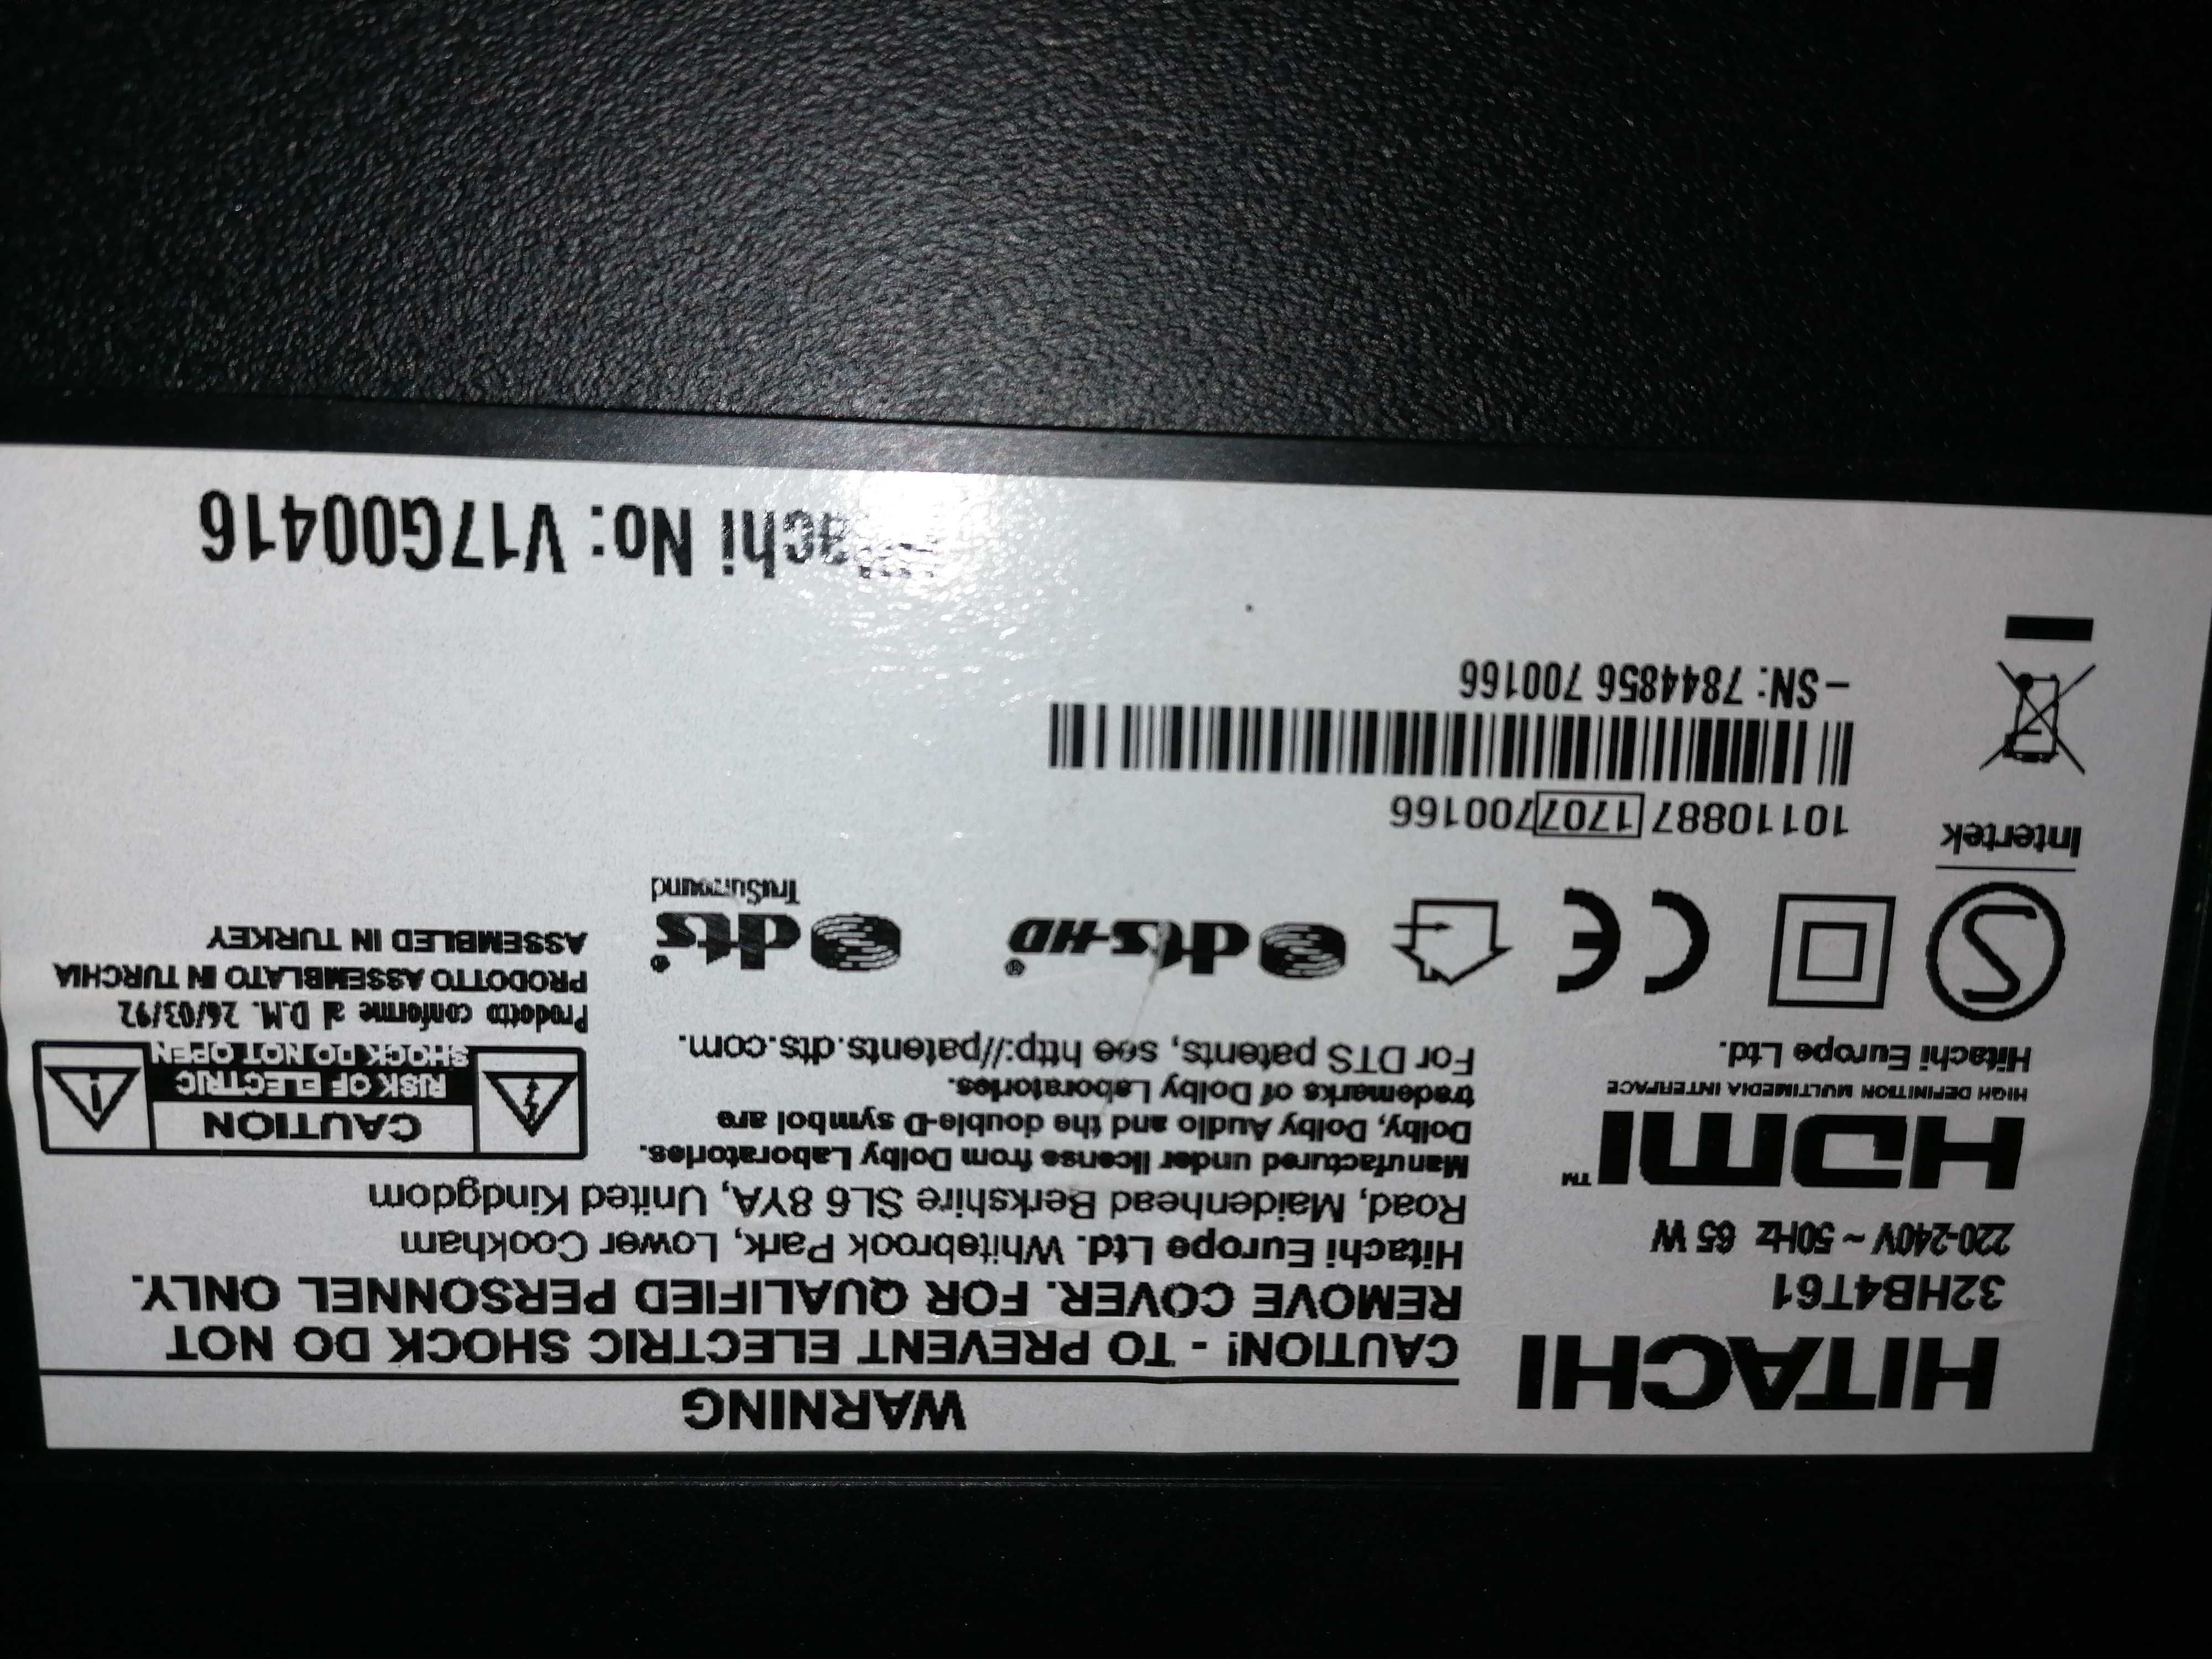 WARNING
HITACHI
32HB4T61
220-240V ~ 50Hz 65 W
HDMI™
HIGH DEFINITION MULTIMEDIA INTERFACE
Hitachi Europe Ltd.
CAUTION! - TO PREVENT ELECTRIC SHOCK DO NOT
REMOVE COVER. FOR QUALIFIED PERSONNEL ONLY.
Hitachi Europe Ltd. Whitebrook Park, Lower Cookham
Road, Maidenhead Berkshire SL6 8YA, United Kindgdom
Manufactured under license from Dolby Laboratories.
Dolby, Dolby Audio and the double-D symbol are
trademarks of Dolby Laboratories.
For DTS patents, see http://patents.dts.com.
CAUTION
RISK OF ELECTRIC
SHOCK DO NOT OPEN
Prodotto conforme al D.M. 26/03/92
PRODOTTO ASSEMBLATO IN TURCHIA
ASSEMBLED IN TURKEY
S
Intertek
CE
dts-HD®
dts®
TruSurround
10110887 1707 700166
-SN: 7844856 700166
No: V17G00416